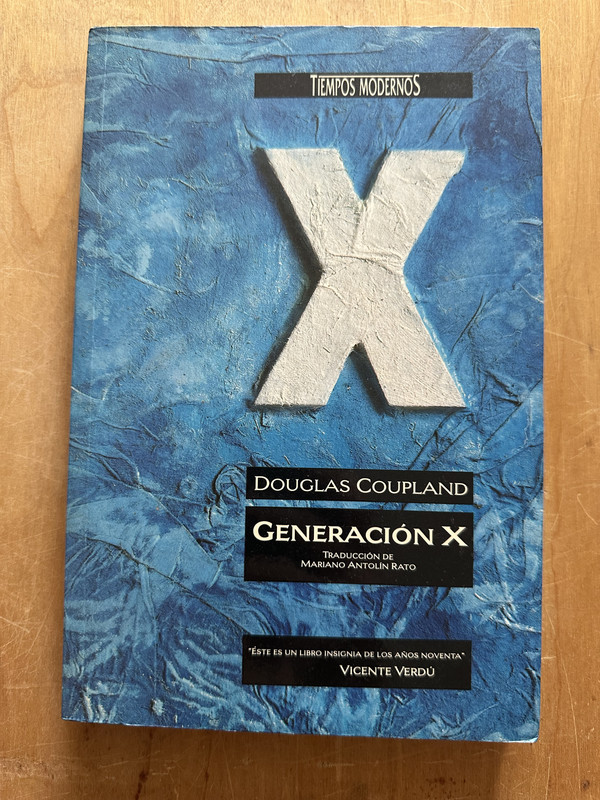 TIEMPOS MODERNOS
X
DOUGLAS COUPLAND
GENERACIÓN X
TRADUCCIÓN DE
MARIANO ANTOLÍN RATO
"ÉSTE ES UN LIBRO INSIGNIA DE LOS AÑOS NOVENTA"
VICENTE VERDÚ